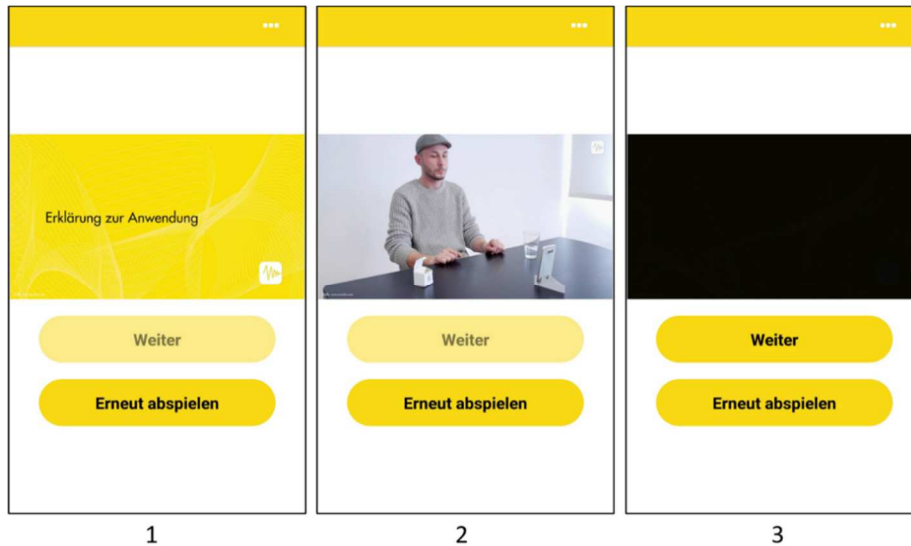 Erklärung zur Anwendung
Weiter
Erneut abspielen
Weiter
Erneut abspielen
Weiter
Erneut abspielen
1
2
3